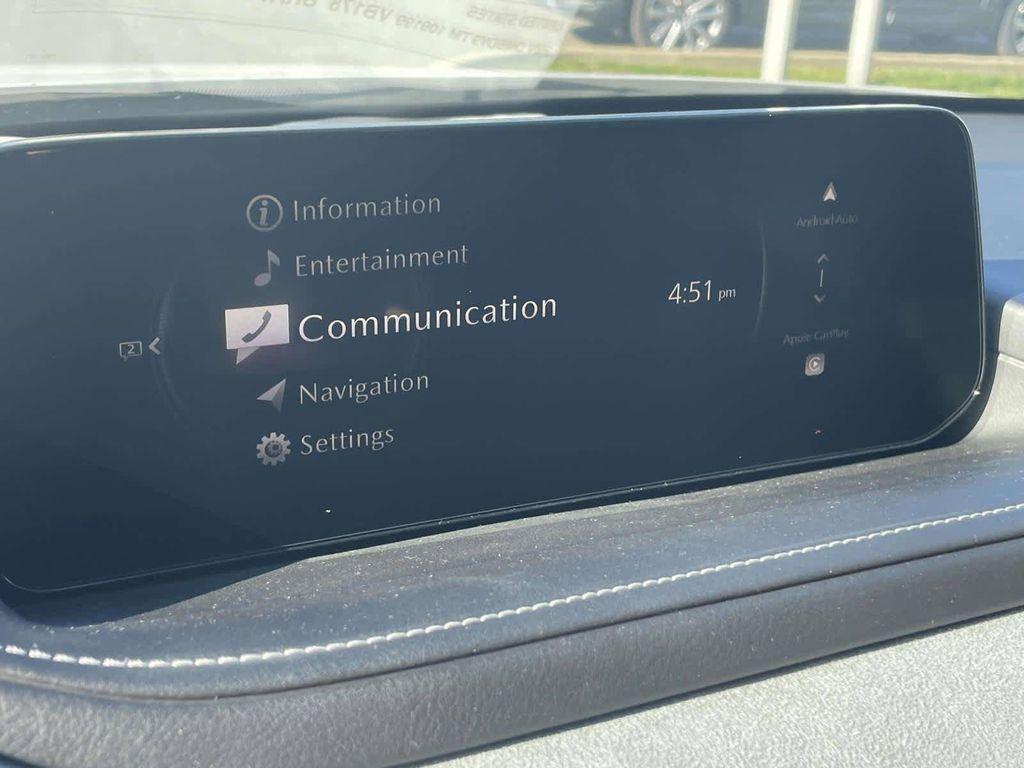 Information
Entertainment
Communication
Navigation
Settings
2
4:51 pm
Android Auto
Apple CarPlay